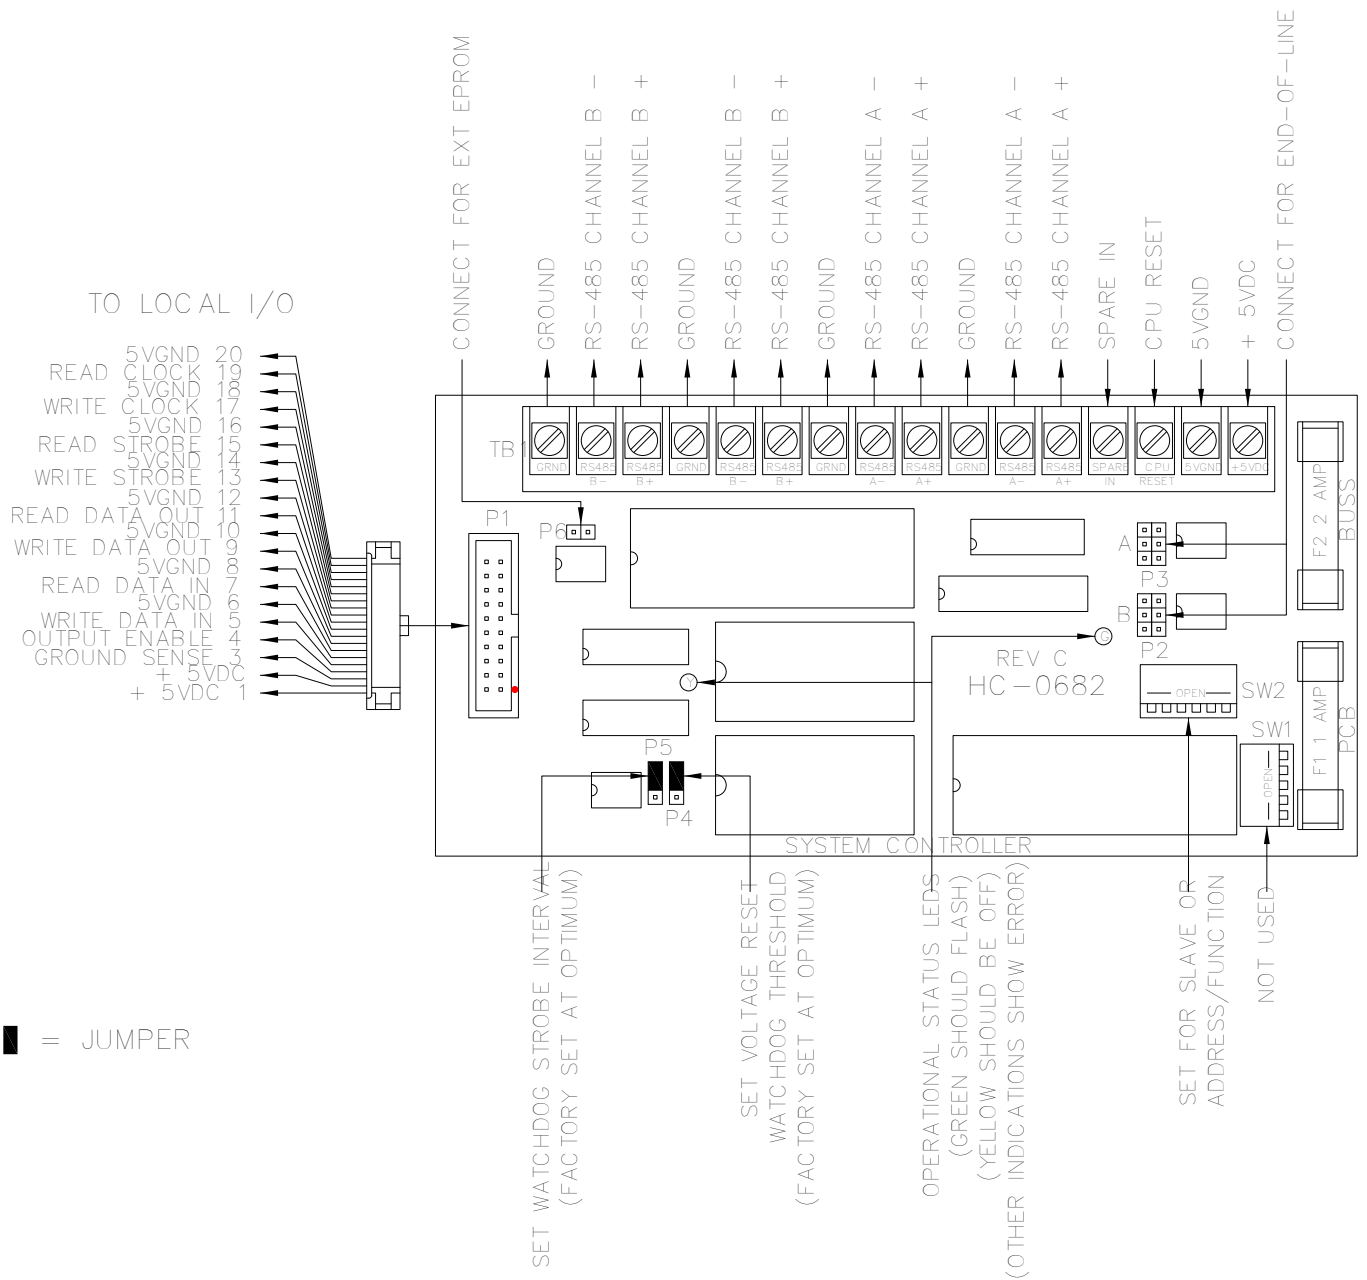 CONNECT FOR EXT EPROM
GROUND
RS-485 CHANNEL B -
RS-485 CHANNEL B +
GROUND
RS-485 CHANNEL B -
RS-485 CHANNEL B +
GROUND
RS-485 CHANNEL A -
RS-485 CHANNEL A +
GROUND
RS-485 CHANNEL A -
RS-485 CHANNEL A +
SPARE IN
CPU RESET
5VGND
+ 5VDC
CONNECT FOR END-OF-LINE
TO LOCAL I/O
5VGND 20
READ CLOCK 19
5VGND 18
WRITE CLOCK 17
5VGND 16
READ STROBE 15
5VGND 14
WRITE STROBE 13
5VGND 12
READ DATA OUT 11
5VGND 10
WRITE DATA OUT 9
5VGND 8
READ DATA IN 7
5VGND 6
WRITE DATA IN 5
OUTPUT ENABLE 4
GROUND SENSE 3
+ 5VDC
+ 5VDC 1
TB1
GRND
RS485
B-
RS485
B+
GRND
RS485
B-
RS485
B+
GRND
RS485
A-
RS485
A+
GRND
RS485
A-
RS485
A+
SPARE
IN
CPU
RESET
5VGND
+5VDC
P1
P6
A
P3
B
P2
F2 2 AMP
BUSS
G
Y
REV C
HC-0682
OPEN
SW2
SW1
OPEN
F1 1 AMP
PCB
P5
P4
SYSTEM CONTROLLER
SET WATCHDOG STROBE INTERVAL
(FACTORY SET AT OPTIMUM)
SET VOLTAGE RESET
WATCHDOG THRESHOLD
(FACTORY SET AT OPTIMUM)
OPERATIONAL STATUS LEDS
(GREEN SHOULD FLASH)
(YELLOW SHOULD BE OFF)
(OTHER INDICATIONS SHOW ERROR)
SET FOR SLAVE OR
ADDRESS/FUNCTION
NOT USED
= JUMPER